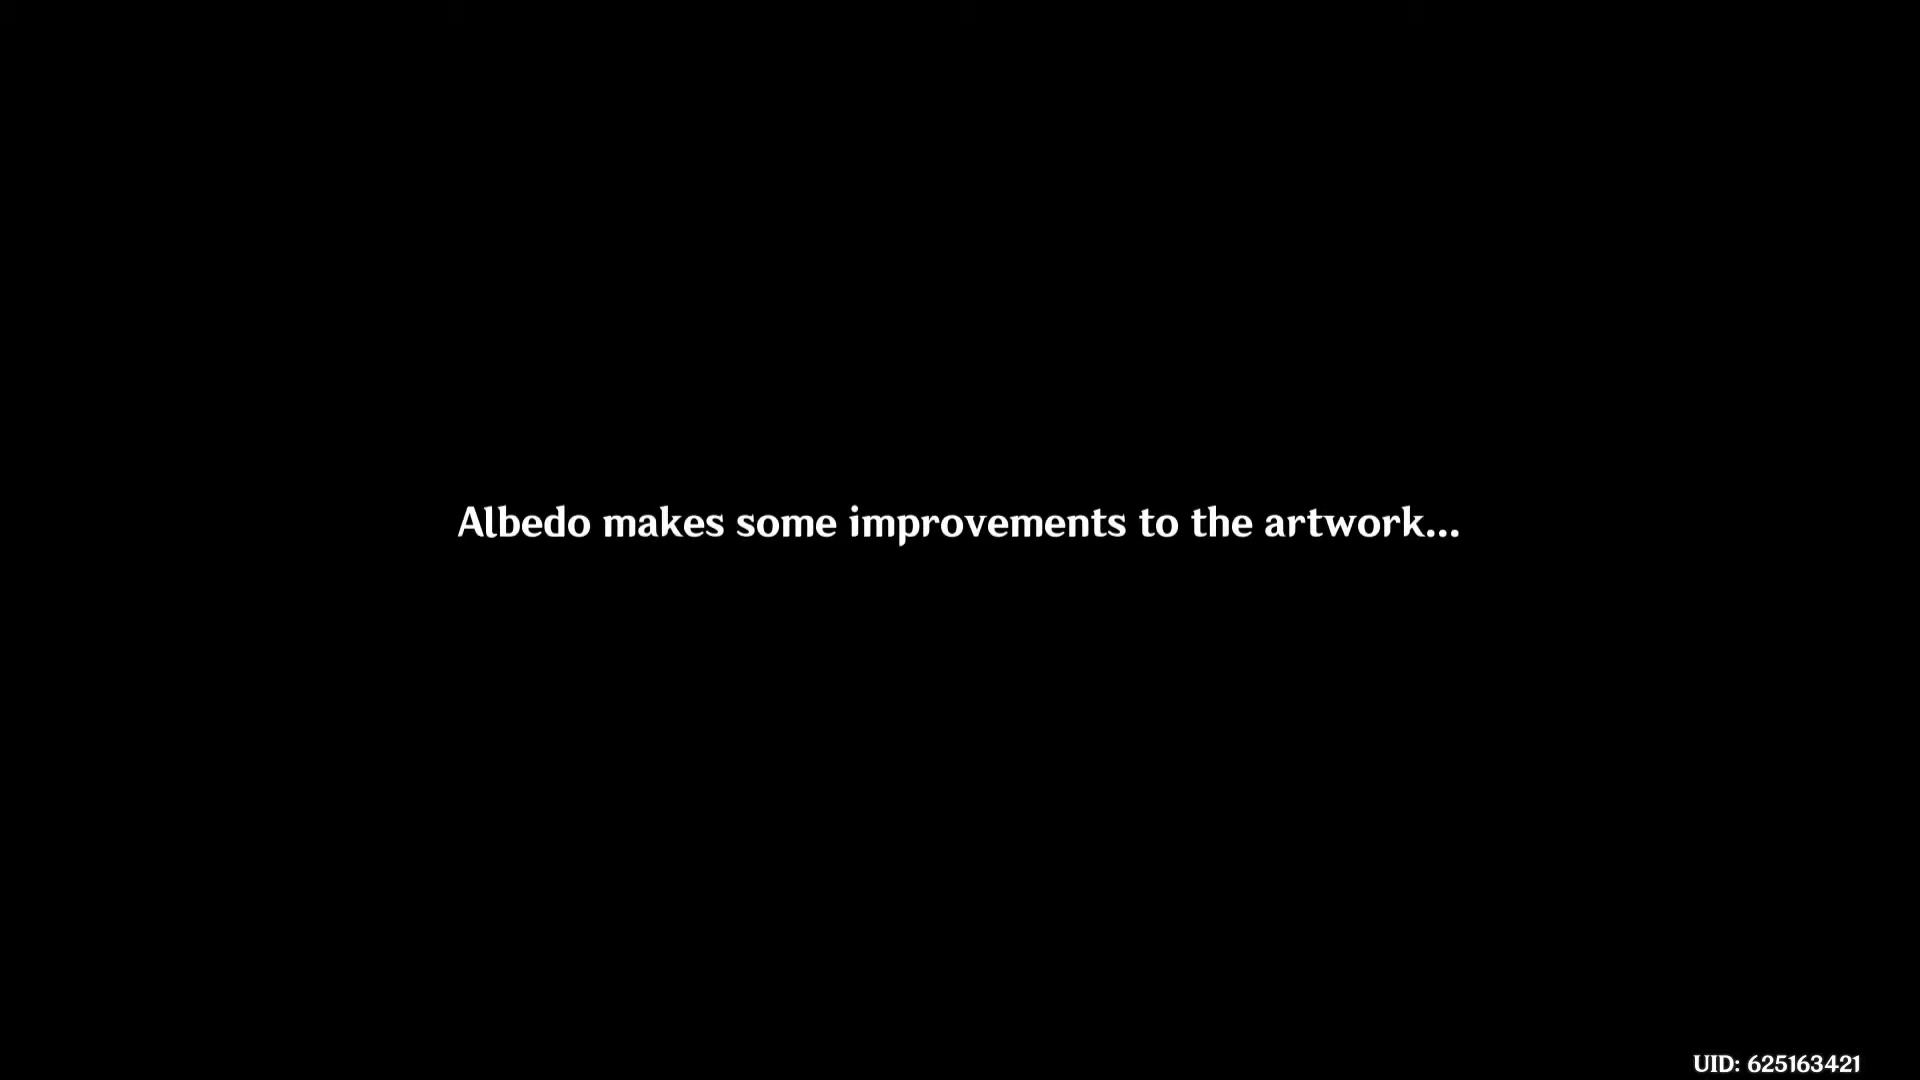 Albedo makes some improvements to the artwork...
UID: 625163421